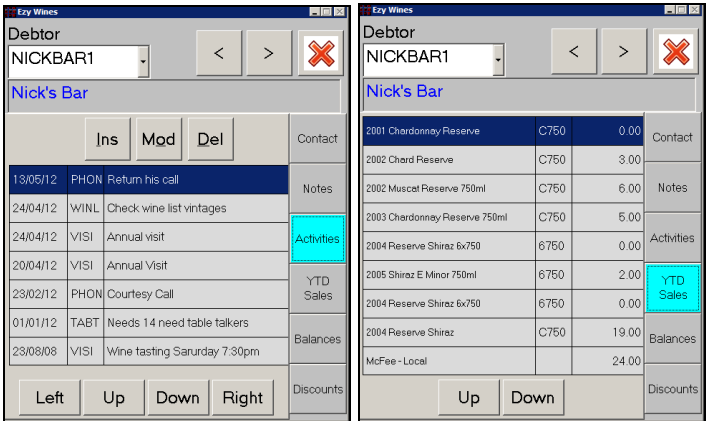 Ezy Wines
Debtor
NICKBAR1
<
>
Nick's Bar
Ins Mod Del
Contact
13/05/12 PHON Return his call
Notes
24/04/12 WINL Check wine list vintages
24/04/12 VISI Annual visit
Activities
20/04/12 VISI Annual Visit
YTD
Sales
23/02/12 PHON Courtesy Call
01/01/12 TABT Needs 14 need table talkers
Balances
23/08/08 VISI Wine tasting Sarurday 7:30pm
Discounts
Left Up Down Right
Ezy Wines
Debtor
NICKBAR1
<
>
Nick's Bar
2001 Chardonnay Reserve C750 0.00
Contact
2002 Chard Reserve C750 3.00
2002 Muscat Reserve 750ml C750 6.00
Notes
2003 Chardonnay Reserve 750ml C750 5.00
2004 Reserve Shiraz 6x750 6750 0.00
Activities
2005 Shiraz E Minor 750ml 6750 2.00
YTD
Sales
2004 Reserve Shiraz 6x750 6750 0.00
2004 Reserve Shiraz C750 19.00
Balances
McFee - Local 24.00
Discounts
Up Down